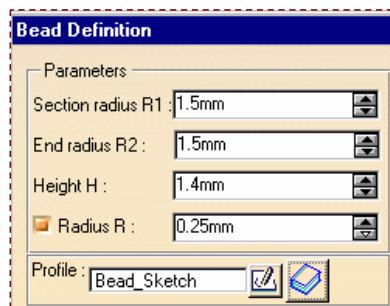 Bead Definition
Parameters
Section radius R1 : 1.5mm
End radius R2 : 1.5mm
Height H : 1.4mm
Radius R : 0.25mm
Profile : Bead_Sketch